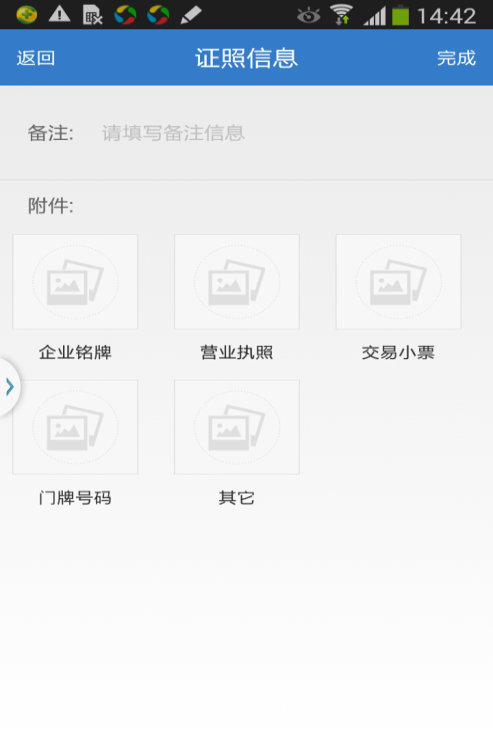 14:42
返回 证照信息 完成
备注: 请填写备注信息
附件:
企业铭牌 营业执照 交易小票
门牌号码 其它